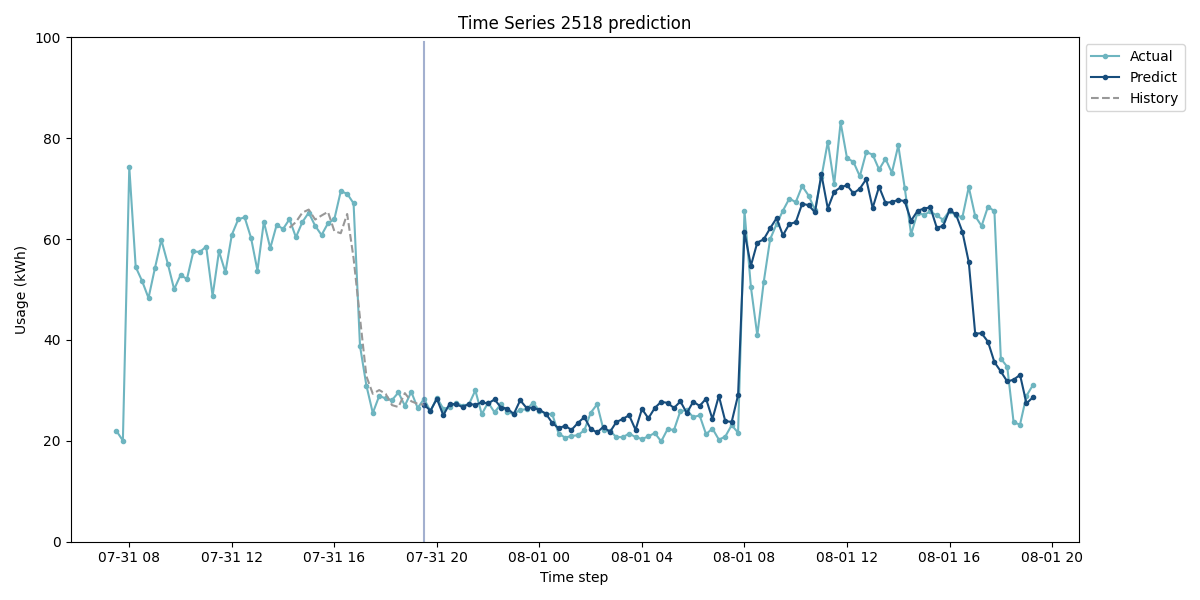 Time Series 2518 prediction
100
80
60
40
20
0
Usage (kWh)
07-31 08
07-31 12
07-31 16
07-31 20
08-01 00
08-01 04
08-01 08
08-01 12
08-01 16
08-01 20
Time step
Actual
Predict
History